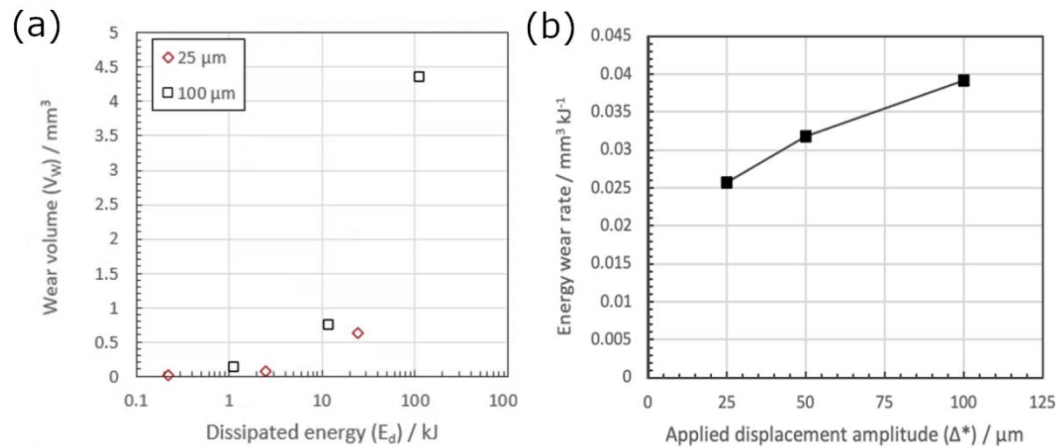 (a)
Wear volume (V_W) / mm³
5
4.5
4
3.5
3
2.5
2
1.5
1
0.5
0
25 µm
100 µm
0.1 1 10 100 100
Dissipated energy (E_d) / kJ
(b)
Energy wear rate / mm³ kJ⁻¹
0.045
0.04
0.035
0.03
0.025
0.02
0.015
0.01
0.005
0
0 25 50 75 100 125
Applied displacement amplitude (Δ*) / µm